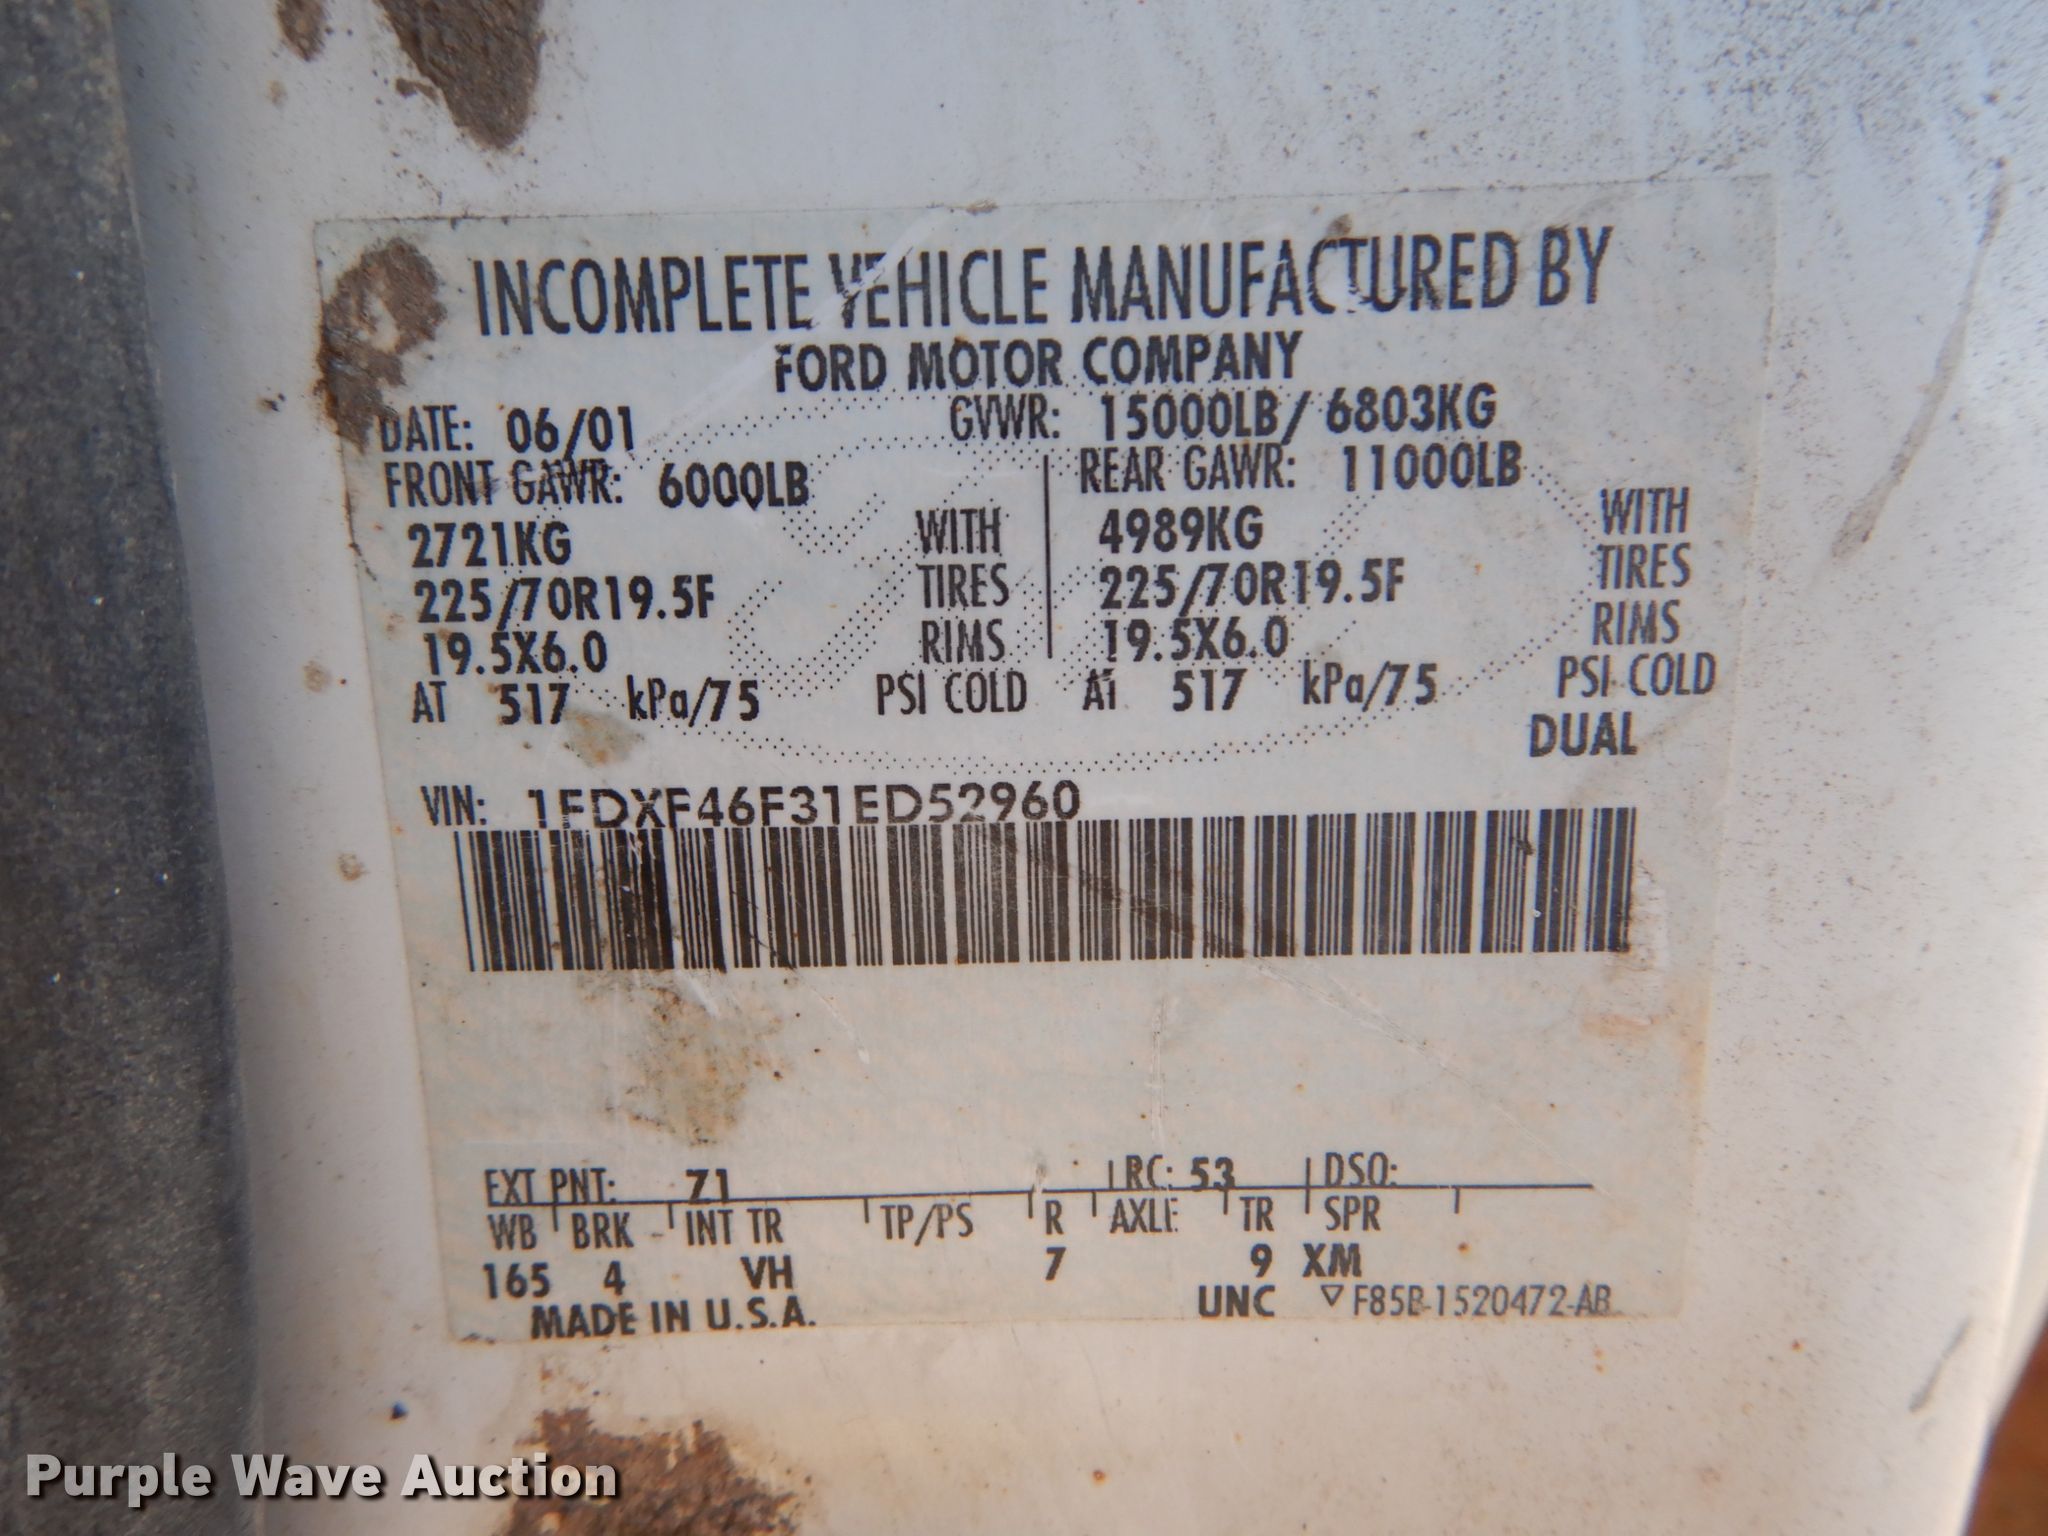 INCOMPLETE VEHICLE MANUFACTURED BY
FORD MOTOR COMPANY
DATE: 06/01 GVWR: 15000LB/ 6803KG
FRONT GAWR: 6000LB REAR GAWR: 11000LB
2721KG WITH 4989KG WITH
225/70R19.5F TIRES 225/70R19.5F TIRES
19.5X6.0 RIMS 19.5X6.0 RIMS
AT 517 kPa/75 PSI COLD AT 517 kPa/75 PSI COLD
DUAL
VIN: 1FDXF46F31ED52960
EXT PNT: Z1 RC: 53 DSO:
WB BRK INT TR TP/PS R AXLE TR SPR
165 4 VH 7 9 XM
MADE IN U.S.A. UNC ▽ F85B-1520472-AB
Purple Wave Auction